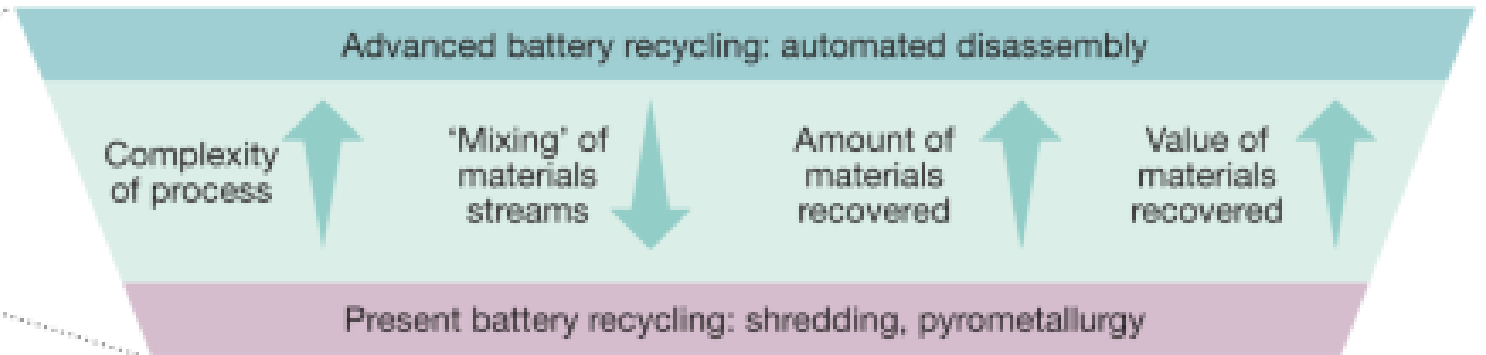 Advanced battery recycling: automated disassembly
Complexity
of process
‘Mixing’ of
materials
streams
Amount of
materials
recovered
Value of
materials
recovered
Present battery recycling: shredding, pyrometallurgy